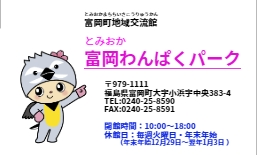 とみおかまちちいきこうりゅうかん
富岡町地域交流館
とみおか
富岡わんぱくパーク
〒979-1111
福島県富岡町大字小浜字中央383-4
TEL:0240-25-8590
FAX:0240-25-8591
開館時間：10:00〜18:00
休館日：毎週火曜日・年末年始
（年末年始12月29日〜翌年1月3日）